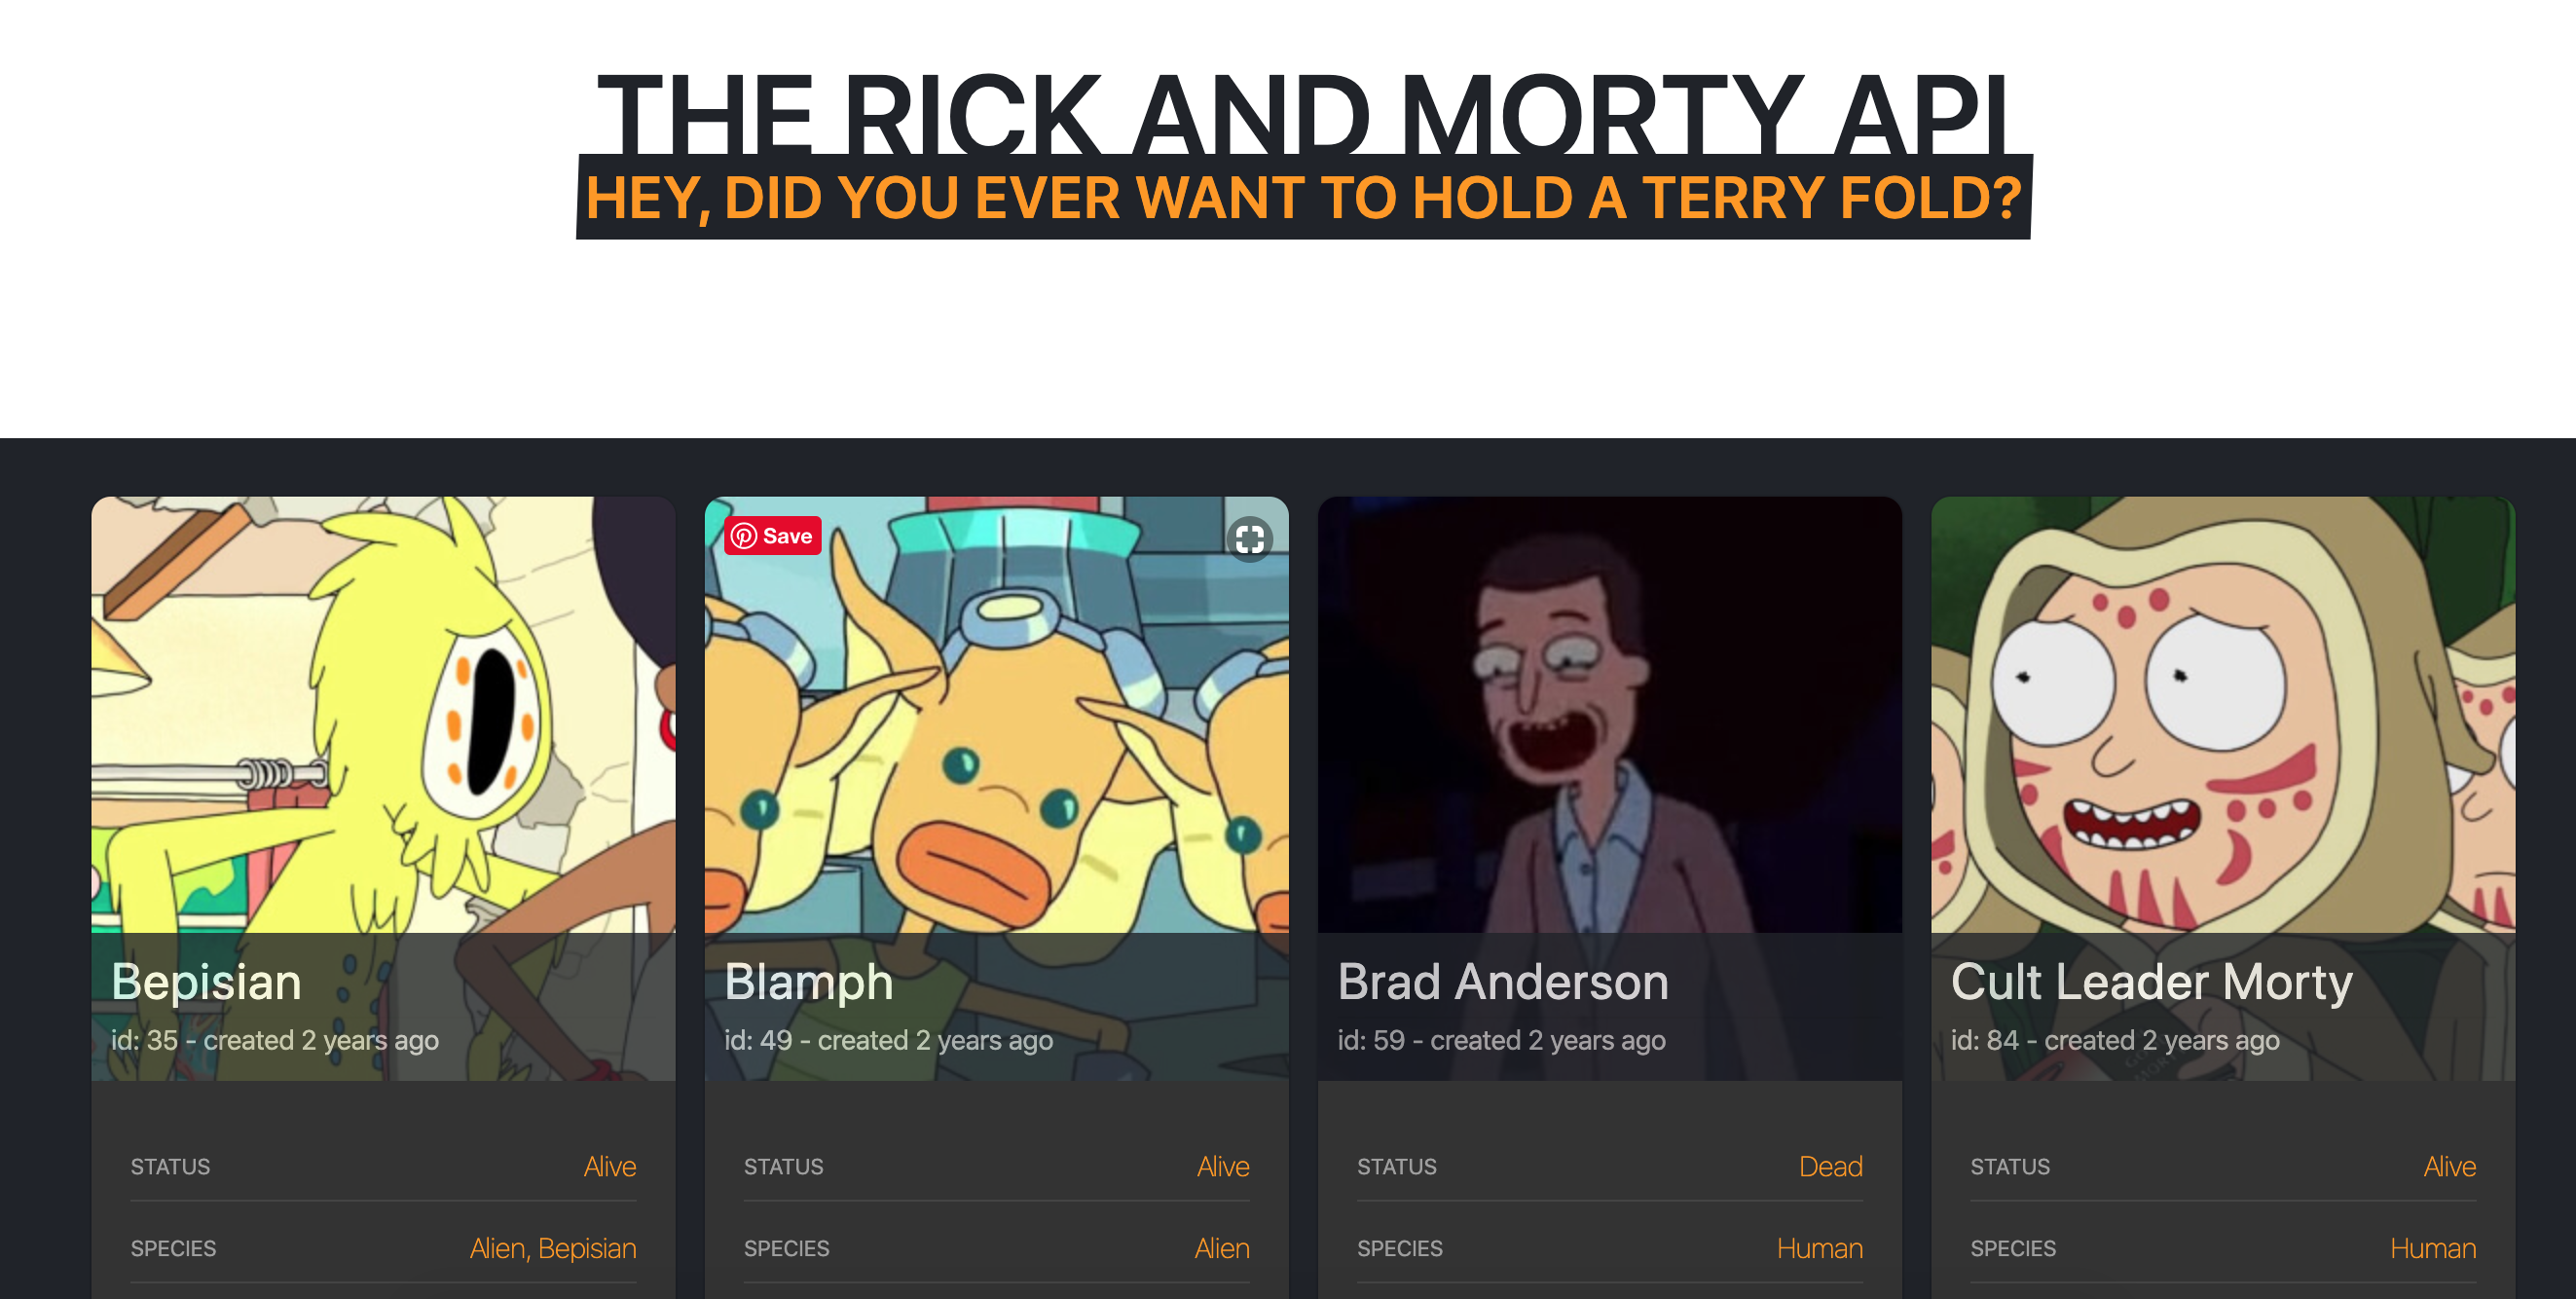 THE RICK AND MORTY API
HEY, DID YOU EVER WANT TO HOLD A TERRY FOLD?
Save
Bepisian
id: 35 - created 2 years ago
STATUS Alive
SPECIES Alien, Bepisian
Blamph
id: 49 - created 2 years ago
STATUS Alive
SPECIES Alien
Brad Anderson
id: 59 - created 2 years ago
STATUS Dead
SPECIES Human
Cult Leader Morty
id: 84 - created 2 years ago
STATUS Alive
SPECIES Human